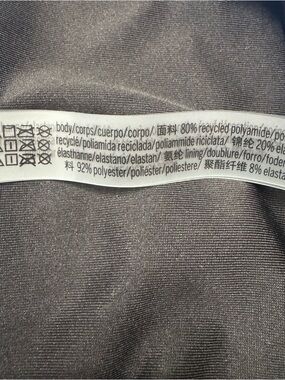 body/corps/cuerpo/corpo/ 面料 80% recycled polyamide/po
recyclé/poliamida reciclada/poliammide riciclata/ 锦纶 20% ela
élasthanne/elastano/elastan/ 氨纶 lining/doublure/forro/foder
料 92% polyester/poliéster/poliestere/ 聚酯纤维 8% elasta